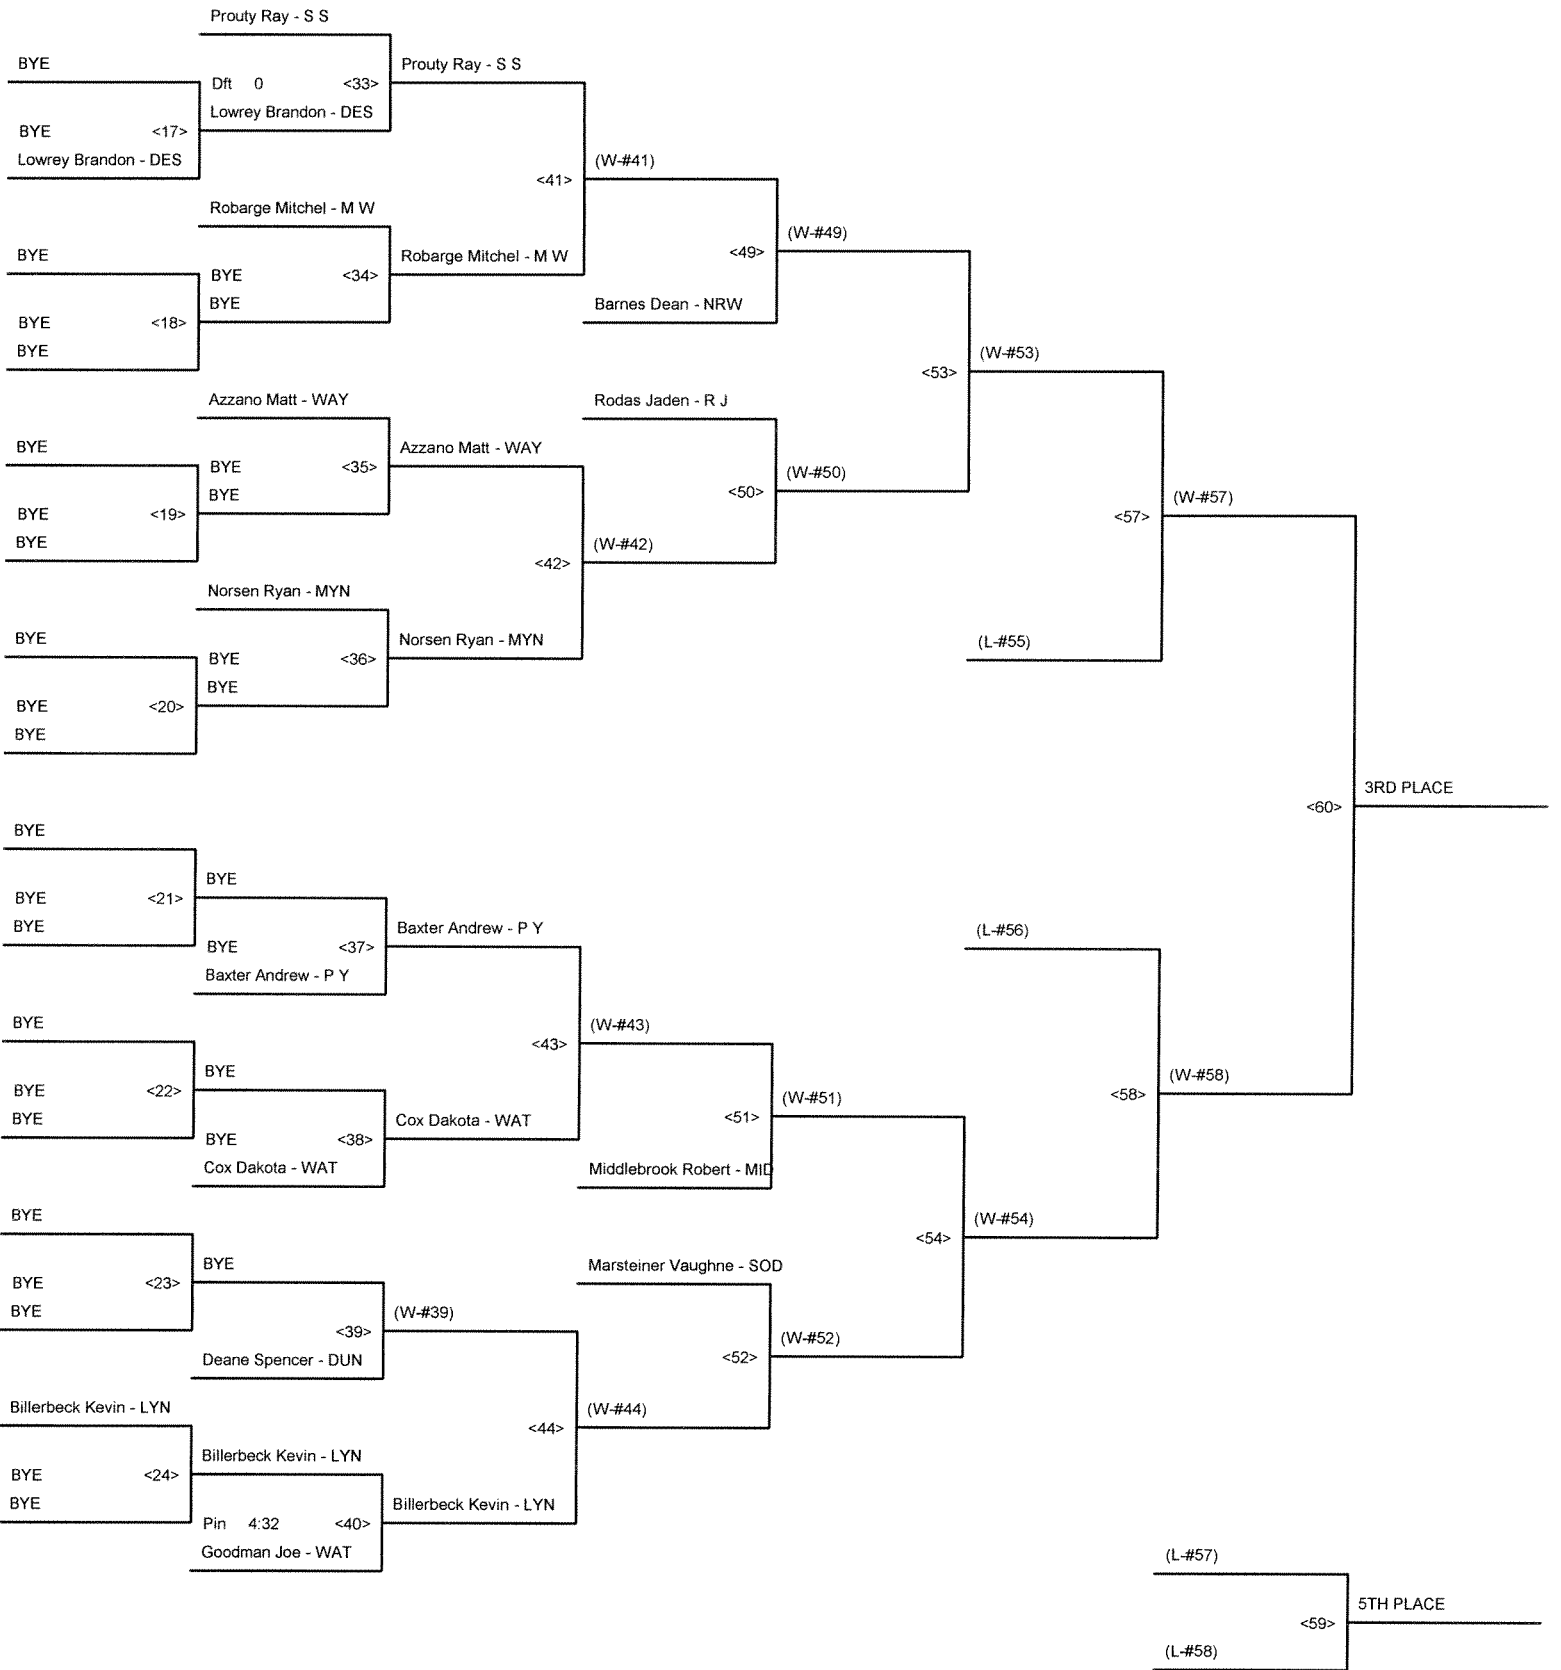 Prouty Ray - S S
BYE
Prouty Ray - S S
Dft 0 <33>
Lowrey Brandon - DES
BYE <17>
Lowrey Brandon - DES
(W-#41)
<41>
Robarge Mitchel - M W
(W-#49)
BYE
Robarge Mitchel - M W
<49>
BYE <34>
BYE
Barnes Dean - NRW
BYE <18>
BYE
(W-#53)
<53>
Azzano Matt - WAY
Rodas Jaden - R J
BYE
Azzano Matt - WAY
BYE <35>
BYE
(W-#50)
<50>
(W-#57)
BYE <19>
<57>
BYE
(W-#42)
<42>
Norsen Ryan - MYN
BYE
Norsen Ryan - MYN
(L-#55)
BYE <36>
BYE
BYE <20>
BYE
3RD PLACE
<60>
BYE
BYE
BYE <21>
BYE
Baxter Andrew - P Y
(L-#56)
BYE <37>
Baxter Andrew - P Y
BYE
(W-#43)
<43>
BYE
(W-#58)
BYE <22>
<58>
(W-#51)
BYE
<51>
Cox Dakota - WAT
BYE <38>
Cox Dakota - WAT
Middlebrook Robert - MID
BYE
(W-#54)
<54>
BYE
Marsteiner Vaughne - SOD
BYE <23>
BYE
(W-#39)
<39>
(W-#52)
<52>
Deane Spencer - DUN
Billerbeck Kevin - LYN
(W-#44)
<44>
Billerbeck Kevin - LYN
BYE <24>
BYE
Billerbeck Kevin - LYN
Pin 4:32 <40>
Goodman Joe - WAT
(L-#57)
5TH PLACE
<59>
(L-#58)